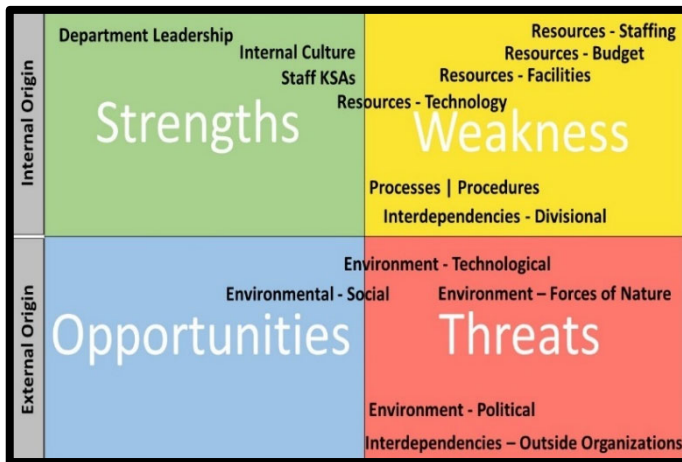 Internal Origin
Department Leadership
Internal Culture
Staff KSAs
Strengths
Resources - Staffing
Resources - Budget
Resources - Facilities
Resources - Technology
Weakness
Processes | Procedures
Interdependencies - Divisional
External Origin
Environmental - Social
Opportunities
Environment - Technological
Environment – Forces of Nature
Threats
Environment - Political
Interdependencies – Outside Organizations